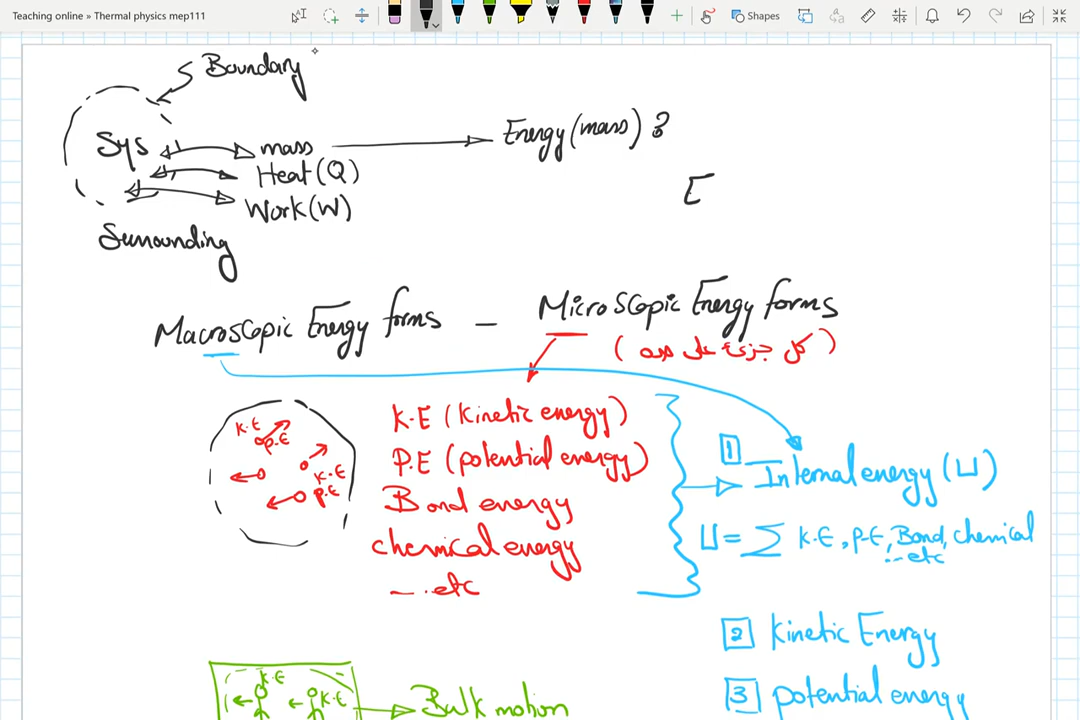 Teaching online » Thermal physics mep111
Shapes
Boundary
Sys
mass
Energy (mass) ?
Heat (Q)
Work (W)
Surrounding
E
Macroscopic Energy forms – Microscopic Energy forms
(كل جزئ على حده)
K.E
P.E
K.E
P.E
K.E (Kinetic energy)
P.E (potential energy)
Bond energy
chemical energy
... etc
1 Internal energy (U)
U = Σ K.E, P.E, Bond, chemical
... etc
2 Kinetic Energy
3 potential energy
K.E
K.E
Bulk motion